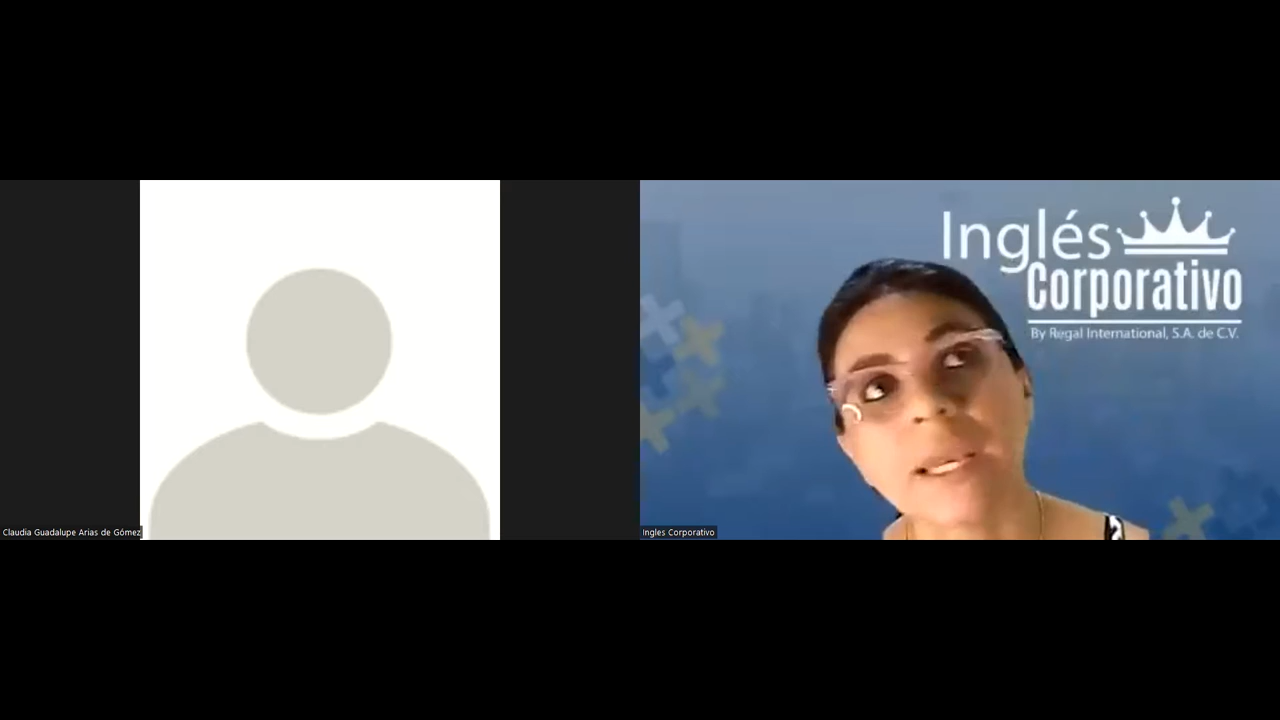 Inglés
Corporativo
By Regal International, S.A. de C.V.
Claudia Guadalupe Arias de Gómez
Ingles Corporativo